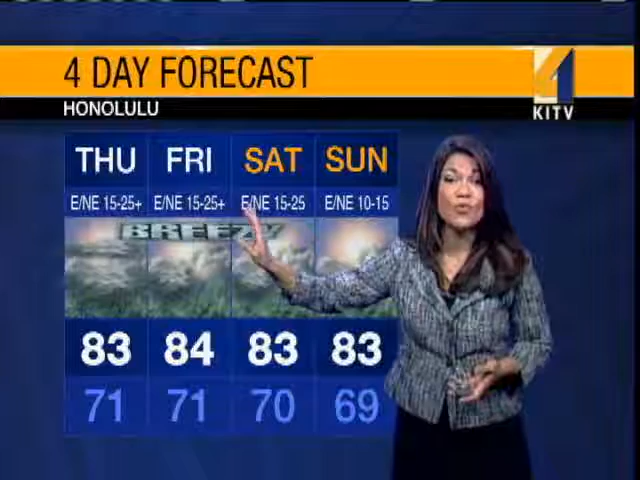 4 DAY FORECAST
HONOLULU
4
KITV
THU FRI SAT SUN
E/NE 15-25+ E/NE 15-25+ E/NE 15-25 E/NE 10-15
BREEZY
83 84 83 83
71 71 70 69